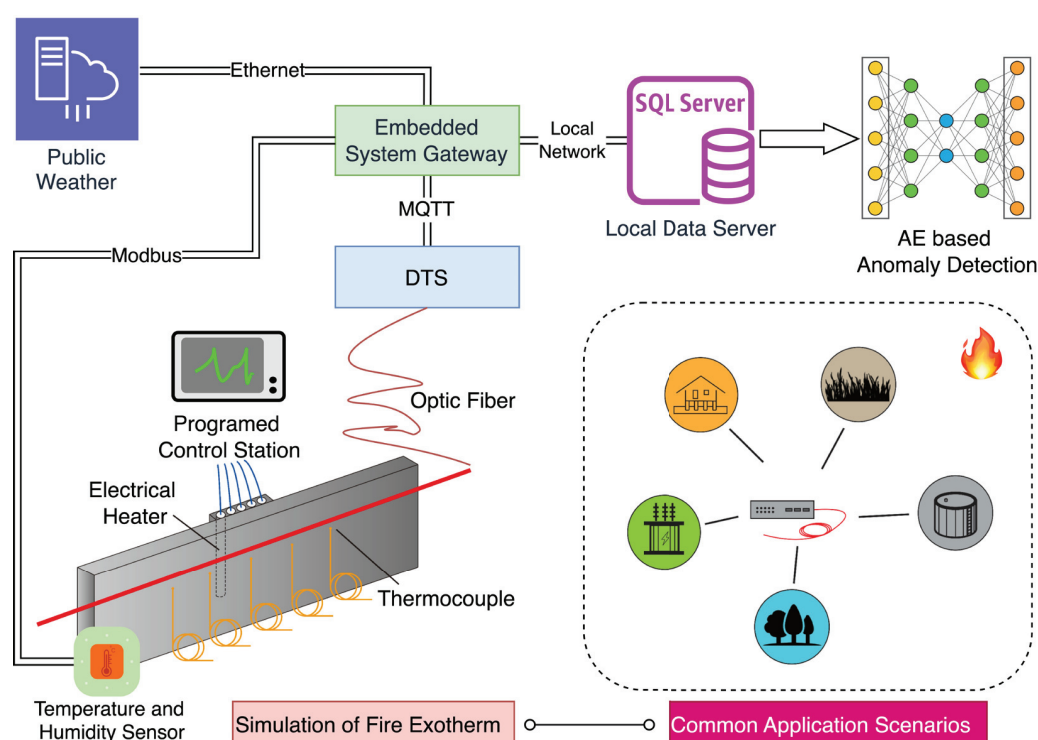 Ethernet
Public
Weather
Embedded
System Gateway
Local
Network
SQL Server
Local Data Server
AE based
Anomaly Detection
MQTT
Modbus
DTS
Optic Fiber
Programed
Control Station
Electrical
Heater
Thermocouple
Temperature and
Humidity Sensor
Simulation of Fire Exotherm
Common Application Scenarios